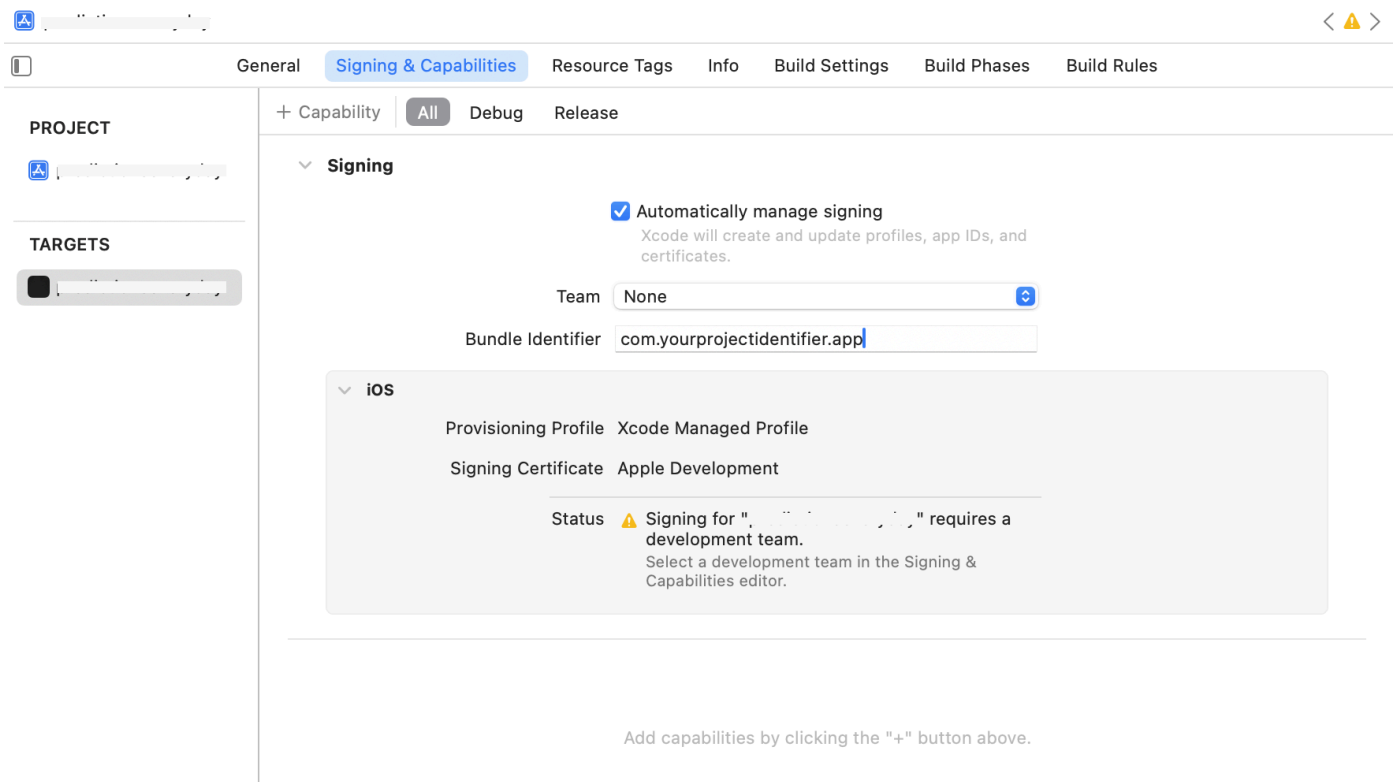 General Signing & Capabilities Resource Tags Info Build Settings Build Phases Build Rules
PROJECT
TARGETS
+ Capability All Debug Release
Signing
Automatically manage signing
Xcode will create and update profiles, app IDs, and
certificates.
Team None
Bundle Identifier com.yourprojectidentifier.app
iOS
Provisioning Profile Xcode Managed Profile
Signing Certificate Apple Development
Status Signing for " " requires a
development team.
Select a development team in the Signing &
Capabilities editor.
Add capabilities by clicking the "+" button above.